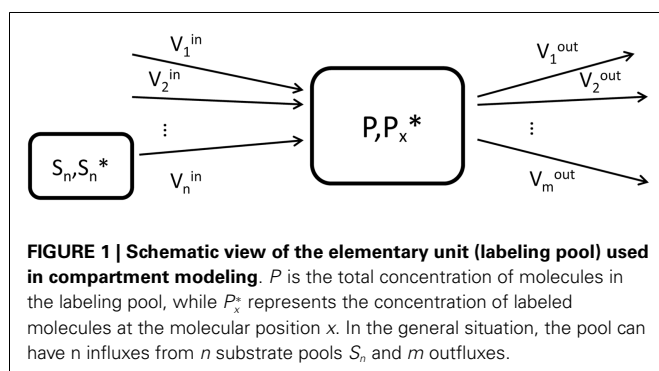 V₁ⁱⁿ
V₂ⁱⁿ
⋮
Vₙⁱⁿ
Sₙ,Sₙ*
P,Pₓ*
V₁ᵒᵘᵗ
V₂ᵒᵘᵗ
⋮
Vₘᵒᵘᵗ
FIGURE 1 | Schematic view of the elementary unit (labeling pool) used
in compartment modeling. P is the total concentration of molecules in
the labeling pool, while Pₓ* represents the concentration of labeled
molecules at the molecular position x. In the general situation, the pool can
have n influxes from n substrate pools Sₙ and m outfluxes.